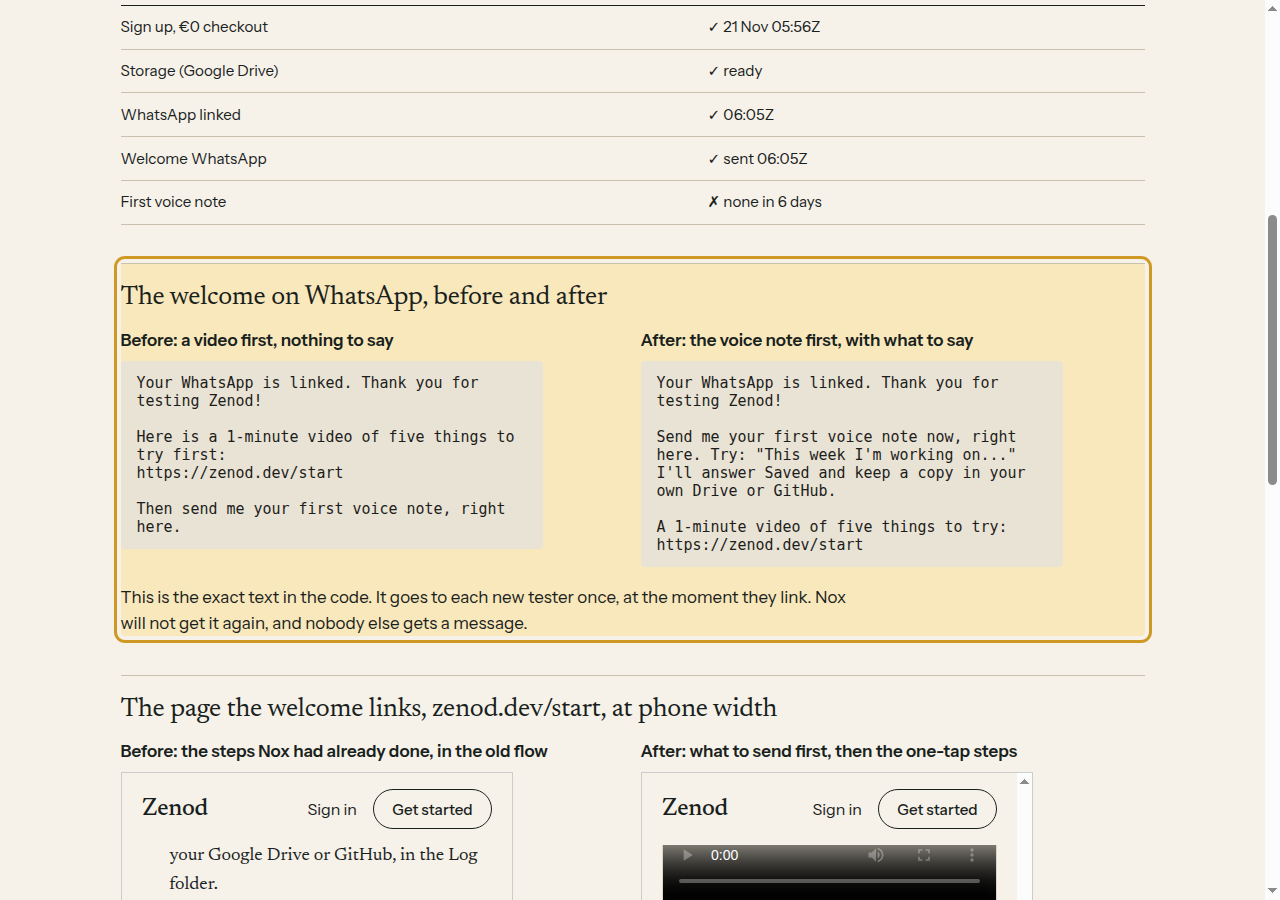 Sign up, €0 checkout ✓ 21 Nov 05:56Z
Storage (Google Drive) ✓ ready
WhatsApp linked ✓ 06:05Z
Welcome WhatsApp ✓ sent 06:05Z
First voice note ✗ none in 6 days
The welcome on WhatsApp, before and after
Before: a video first, nothing to say
Your WhatsApp is linked. Thank you for
testing Zenod!
Here is a 1-minute video of five things to
try first:
https://zenod.dev/start
Then send me your first voice note, right
here.
After: the voice note first, with what to say
Your WhatsApp is linked. Thank you for
testing Zenod!
Send me your first voice note now, right
here. Try: "This week I'm working on..."
I'll answer Saved and keep a copy in your
own Drive or GitHub.
A 1-minute video of five things to try:
https://zenod.dev/start
This is the exact text in the code. It goes to each new tester once, at the moment they link. Nox
will not get it again, and nobody else gets a message.
The page the welcome links, zenod.dev/start, at phone width
Before: the steps Nox had already done, in the old flow
Zenod Sign in Get started
your Google Drive or GitHub, in the Log
folder.
After: what to send first, then the one-tap steps
Zenod Sign in Get started
0:00